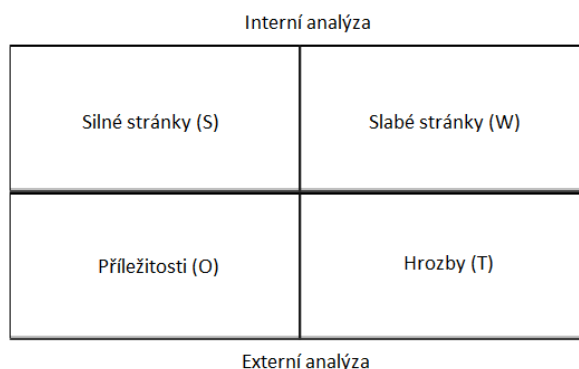 Interní analýza
Silné stránky (S)
Slabé stránky (W)
Příležitosti (O)
Hrozby (T)
Externí analýza